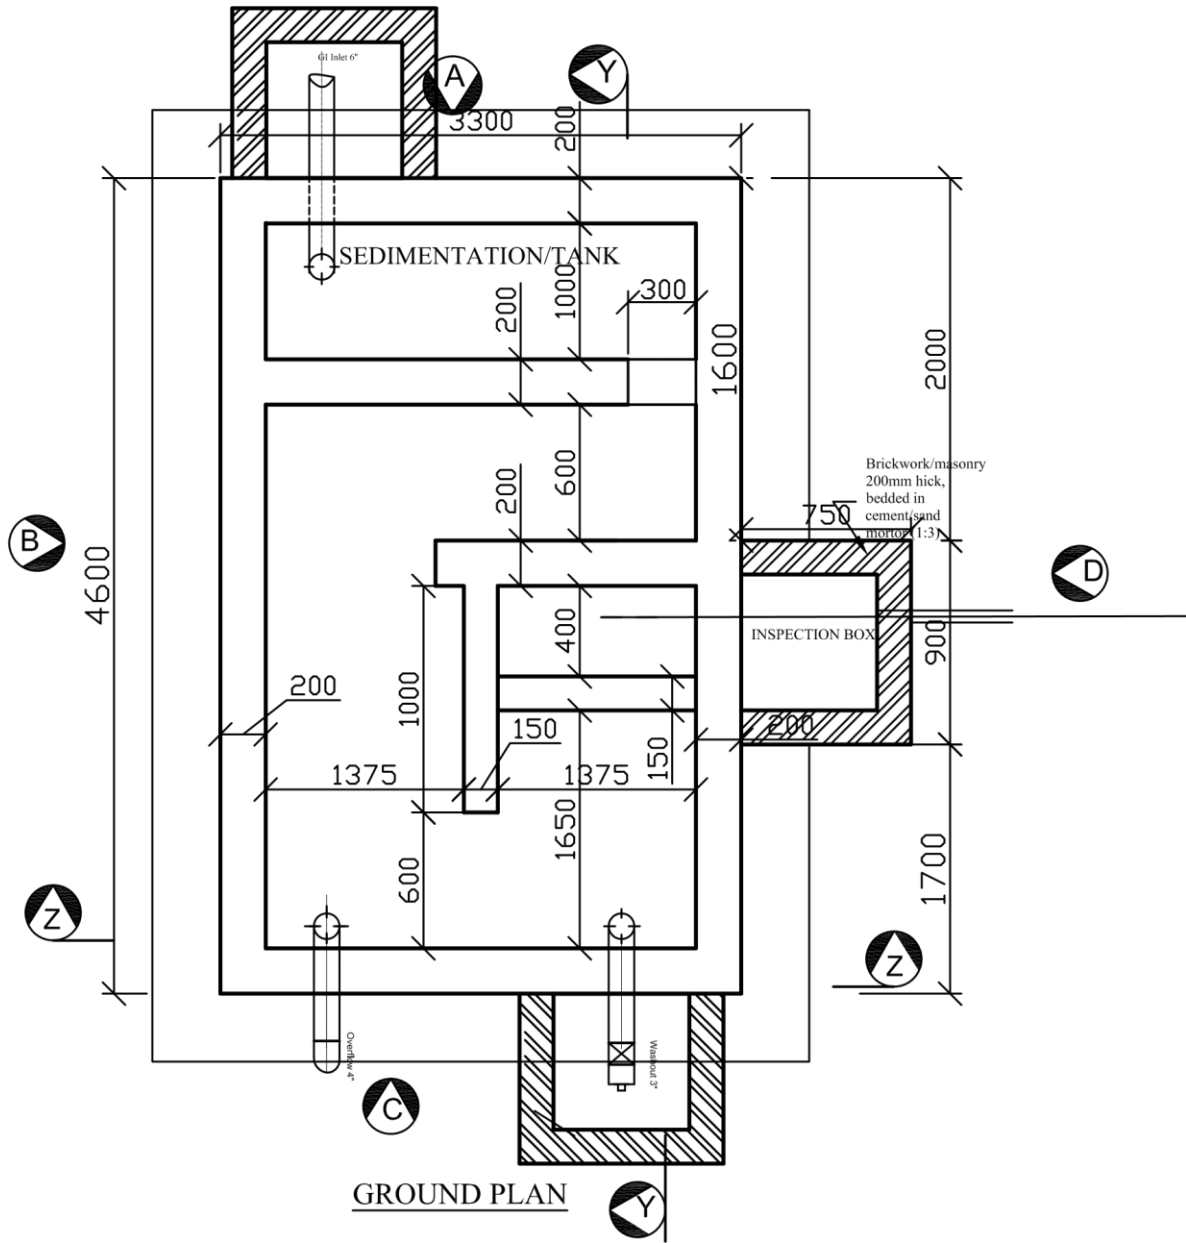 GI Inlet 6"
A
Y
3300
200
SEDIMENTATION/TANK
1000
300
200
1600
2000
600
200
Brickwork/masonry
200mm hick,
bedded in
cement/sand
mortor (1:3)
750
B
D
4600
400
INSPECTION BOX
900
200
1000
150
200
1375
1375
150
1650
600
1700
Z
Z
Overflow 4"
Washout 3"
C
GROUND PLAN
Y